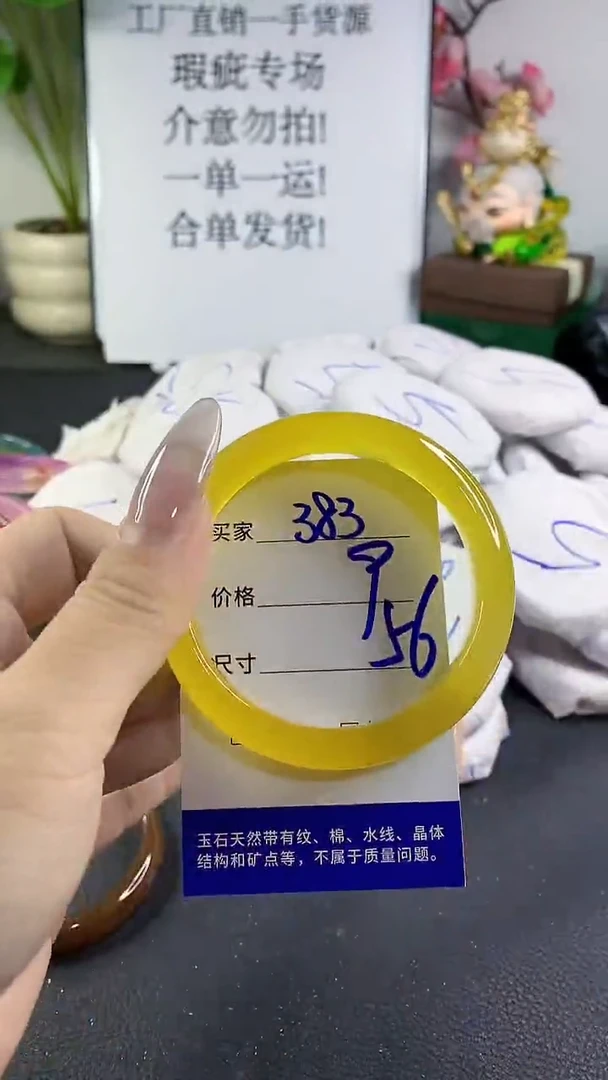 工厂直销一手货源
瑕疵专场
介意勿拍!
一单一运!
合单发货!
买家 383
价格
尺寸 56
玉石天然带有纹、棉、水线、晶体
结构和矿点等，不属于质量问题。